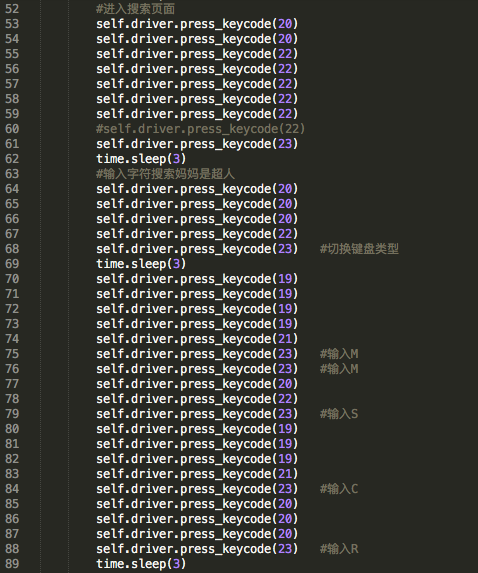 52 #进入搜索页面
53 self.driver.press_keycode(20)
54 self.driver.press_keycode(20)
55 self.driver.press_keycode(22)
56 self.driver.press_keycode(22)
57 self.driver.press_keycode(22)
58 self.driver.press_keycode(22)
59 self.driver.press_keycode(22)
60 #self.driver.press_keycode(22)
61 self.driver.press_keycode(23)
62 time.sleep(3)
63 #输入字符搜索妈妈是超人
64 self.driver.press_keycode(20)
65 self.driver.press_keycode(20)
66 self.driver.press_keycode(20)
67 self.driver.press_keycode(22)
68 self.driver.press_keycode(23) #切换键盘类型
69 time.sleep(3)
70 self.driver.press_keycode(19)
71 self.driver.press_keycode(19)
72 self.driver.press_keycode(19)
73 self.driver.press_keycode(19)
74 self.driver.press_keycode(21)
75 self.driver.press_keycode(23) #输入M
76 self.driver.press_keycode(23) #输入M
77 self.driver.press_keycode(20)
78 self.driver.press_keycode(22)
79 self.driver.press_keycode(23) #输入S
80 self.driver.press_keycode(19)
81 self.driver.press_keycode(19)
82 self.driver.press_keycode(19)
83 self.driver.press_keycode(21)
84 self.driver.press_keycode(23) #输入C
85 self.driver.press_keycode(20)
86 self.driver.press_keycode(20)
87 self.driver.press_keycode(20)
88 self.driver.press_keycode(23) #输入R
89 time.sleep(3)